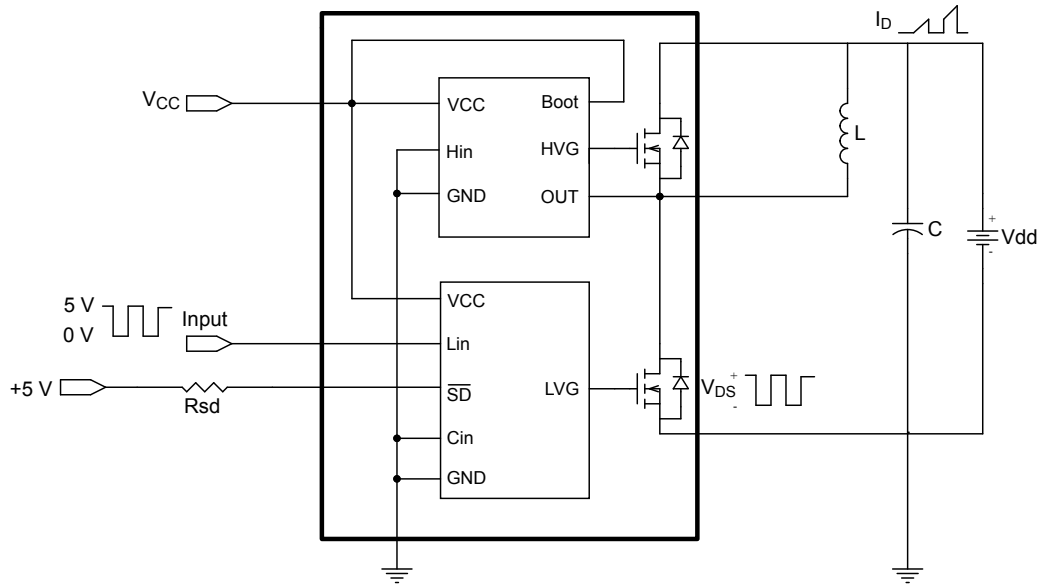 I_D
V_CC
VCC
Boot
Hin
HVG
GND
OUT
L
C
+
Vdd
-
5 V
0 V
Input
VCC
Lin
+5 V
Rsd
SD
LVG
Cin
GND
V_DS
+
-